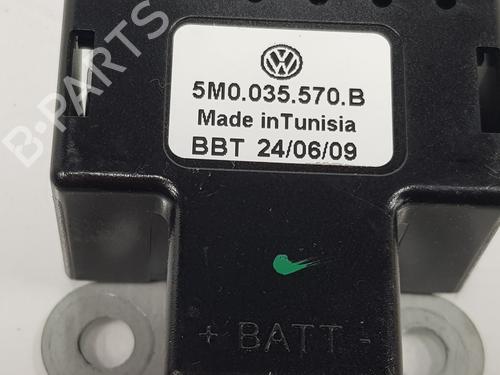 B-PARTS
5M0.035.570.B
Made inTunisia
BBT 24/06/09
+ BATT -